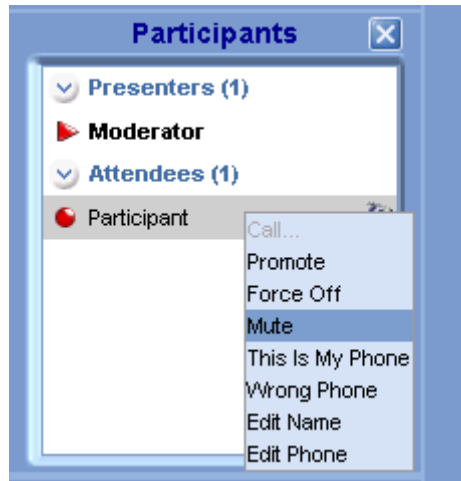 Participants
Presenters (1)
Moderator
Attendees (1)
Participant
Call...
Promote
Force Off
Mute
This Is My Phone
Wrong Phone
Edit Name
Edit Phone